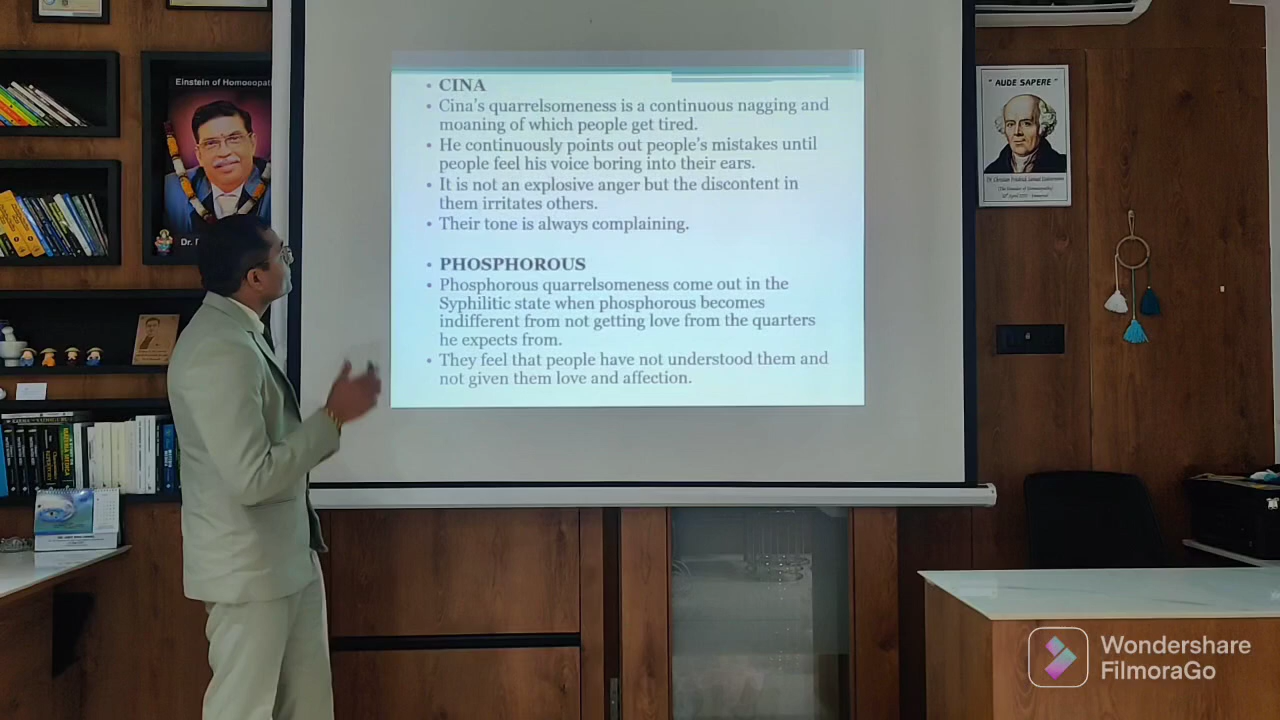 Einstein of Homoeopat
Dr.
• CINA
• Cina's quarrelsomeness is a continuous nagging and
moaning of which people get tired.
• He continuously points out people's mistakes until
people feel his voice boring into their ears.
• It is not an explosive anger but the discontent in
them irritates others.
• Their tone is always complaining.
• PHOSPHOROUS
• Phosphorous quarrelsomeness come out in the
Syphilitic state when phosphorous becomes
indifferent from not getting love from the quarters
he expects from.
• They feel that people have not understood them and
not given them love and affection.
" AUDE SAPERE "
Wondershare
FilmoraGo